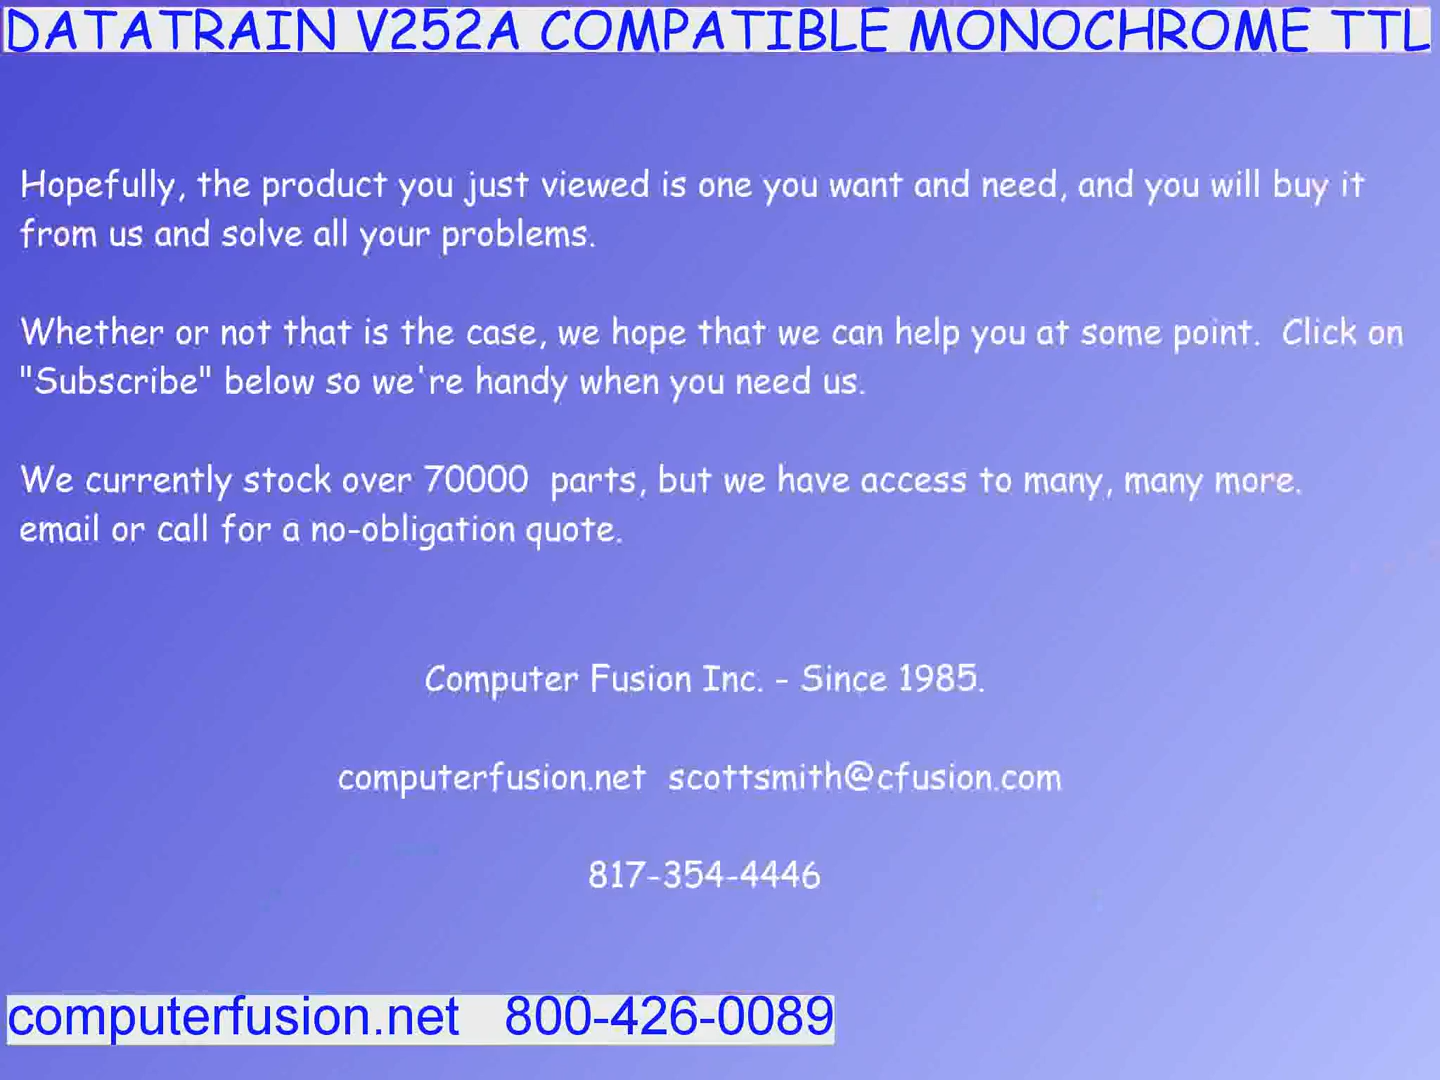 DATATRAIN V252A COMPATIBLE MONOCHROME TTL
Hopefully, the product you just viewed is one you want and need, and you will buy it
from us and solve all your problems.
Whether or not that is the case, we hope that we can help you at some point.  Click on
"Subscribe" below so we're handy when you need us.
We currently stock over 70000  parts, but we have access to many, many more.
email or call for a no-obligation quote.
Computer Fusion Inc. - Since 1985.
computerfusion.net  scottsmith@cfusion.com
817-354-4446
computerfusion.net   800-426-0089